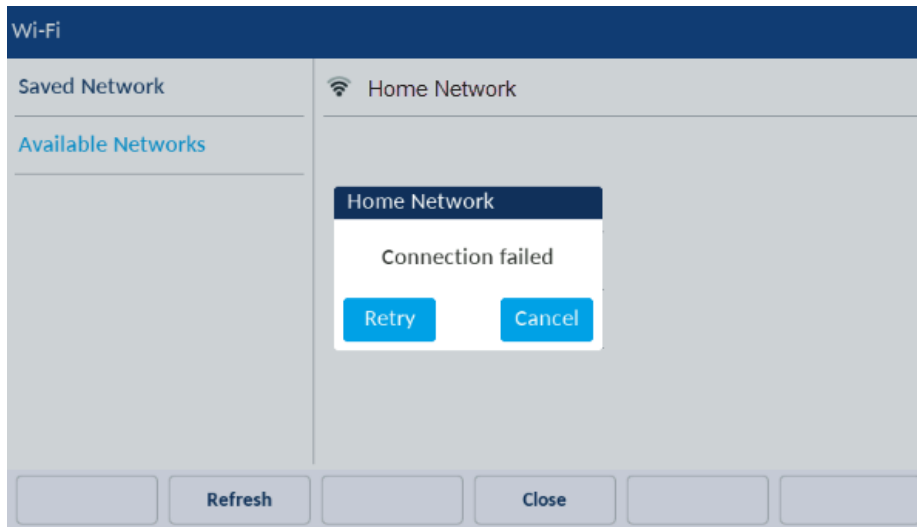 Wi-Fi
Saved Network
Home Network
Available Networks
Home Network
Connection failed
Retry
Cancel
Refresh
Close